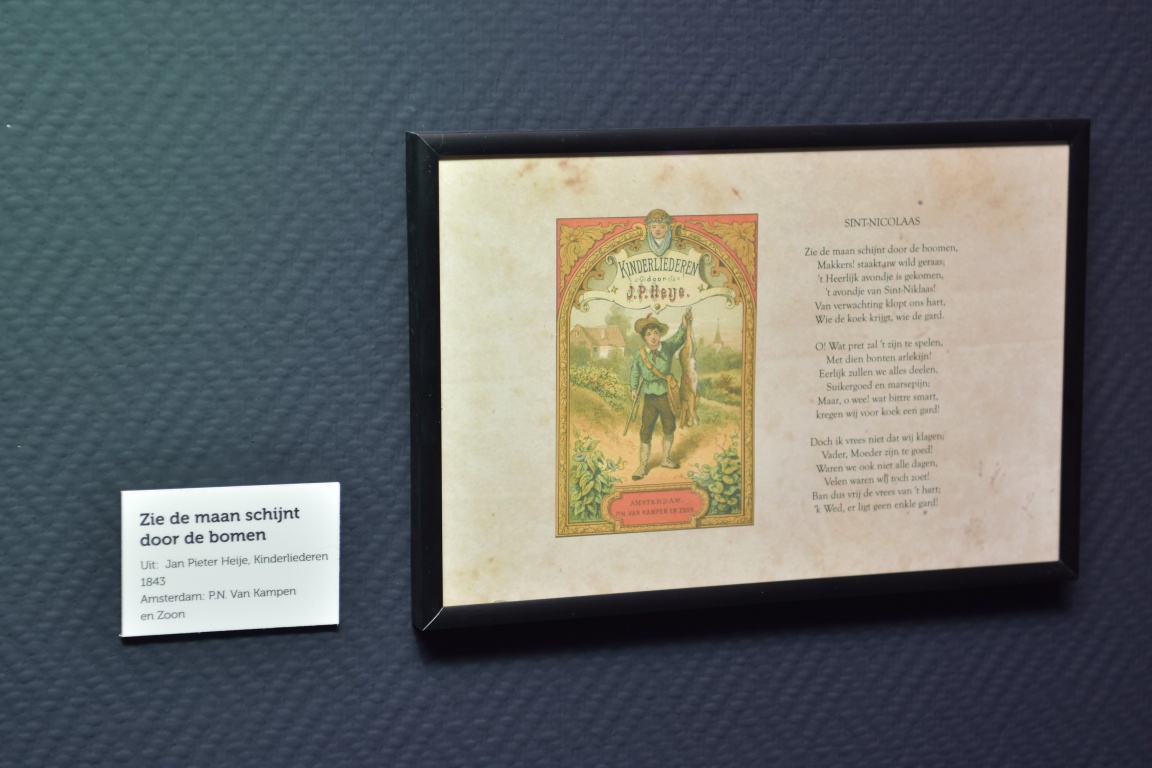 Zie de maan schijnt
door de bomen
Uit: Jan Pieter Heije, Kinderliederen
1843
Amsterdam: P.N. Van Kampen
en Zoon
KINDERLIEDEREN
door
J.P. Heije.
AMSTERDAM.
P.N. VAN KAMPEN EN ZOON.
SINT-NICOLAAS
Zie de maan schijnt door de boomen,
Makkers! staakt uw wild geraas;
't Heerlijk avondje is gekomen,
't avondje van Sint-Niklaas!
Van verwachting klopt ons hart,
Wie de koek krijgt, wie de gard.
O! Wat pret zal 't zijn te spelen,
Met dien bonten arlekijn!
Eerlijk zullen we alles deelen,
Suikergoed en marsepijn;
Maar, o wee! wat bittre smart,
kregen wij voor koek een gard!
Doch ik vrees niet dat wij klagen;
Vader, Moeder zijn te goed!
Waren we ook niet alle dagen,
Velen waren wij toch zoet!
Ban dus vrij de vrees van 't hart;
'k Wed, er ligt geen enkle gard!